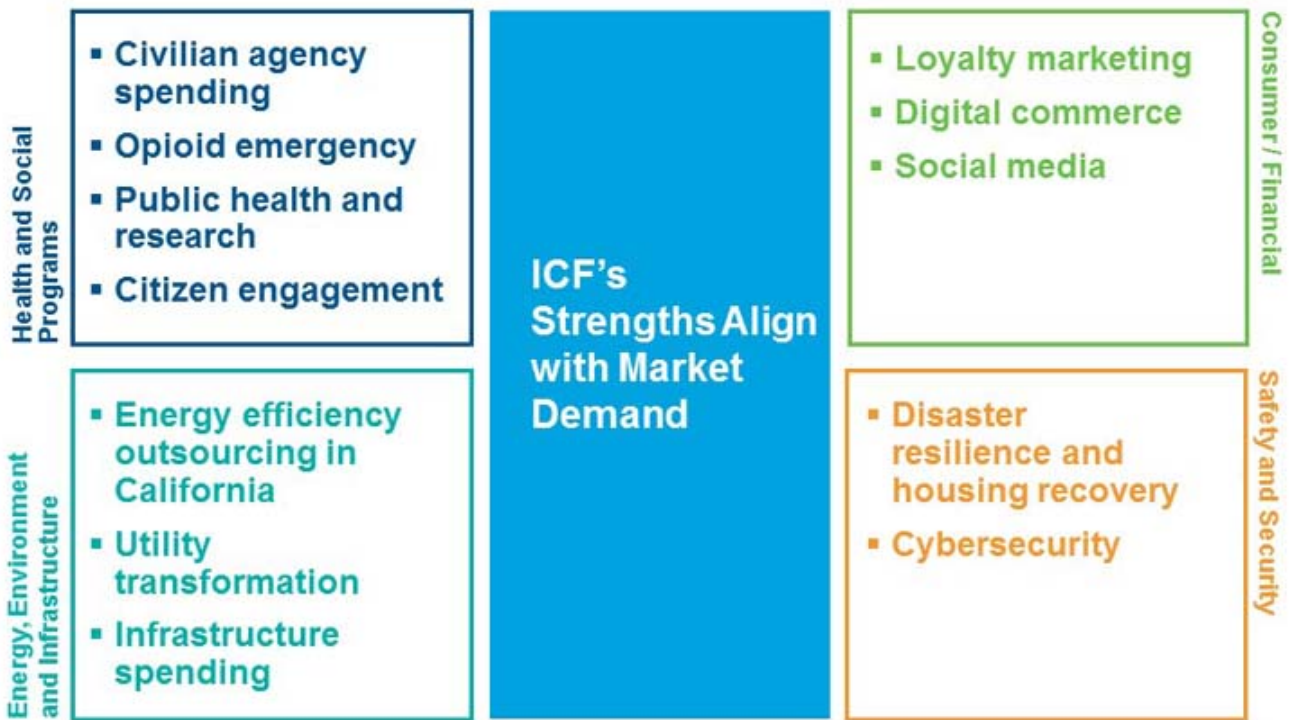 Health and Social
Programs
▪ Civilian agency
spending
▪ Opioid emergency
▪ Public health and
research
▪ Citizen engagement
Energy, Environment
and Infrastructure
▪ Energy efficiency
outsourcing in
California
▪ Utility
transformation
▪ Infrastructure
spending
ICF's
Strengths Align
with Market
Demand
▪ Loyalty marketing
▪ Digital commerce
▪ Social media
Consumer / Financial
▪ Disaster
resilience and
housing recovery
▪ Cybersecurity
Safety and Security